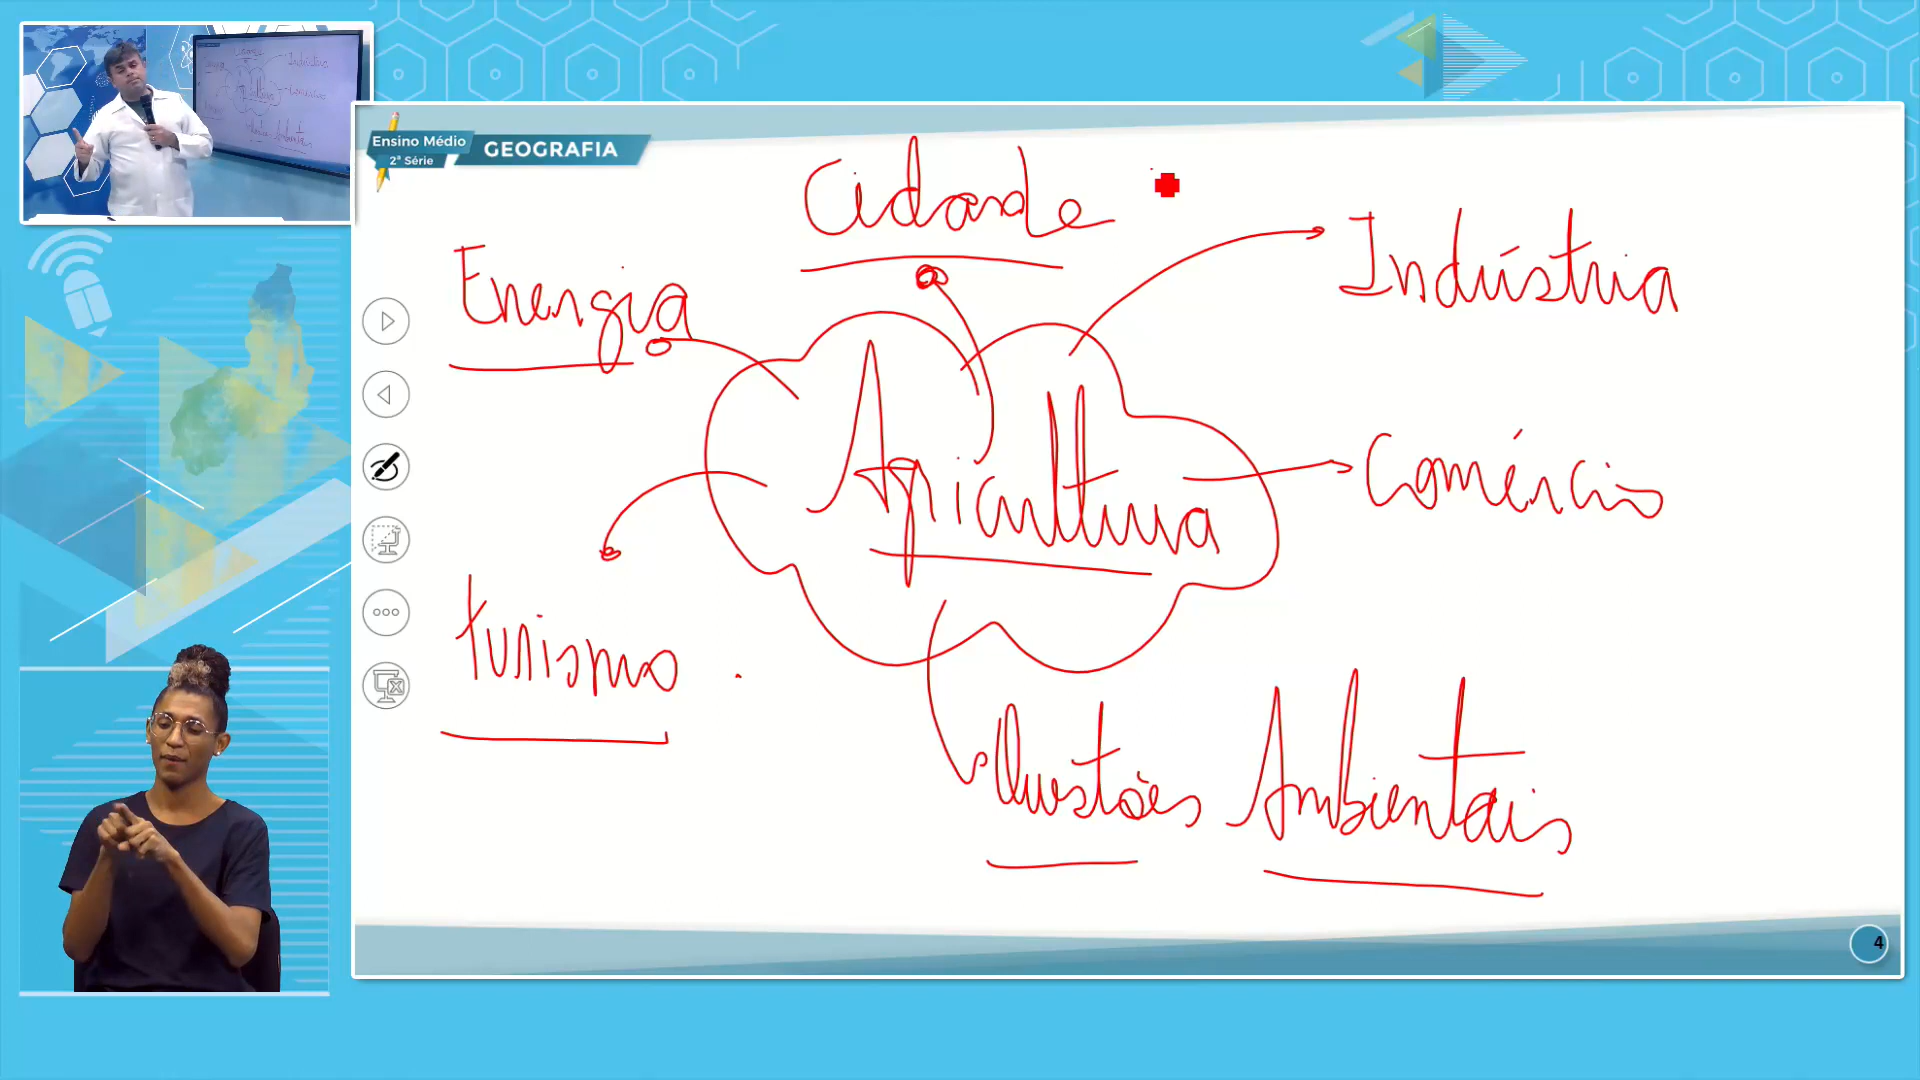 Ensino Médio
2ª Série
GEOGRAFIA
Cidade
Energia
Indústria
Agricultura
Comércio
turismo
Questões Ambientais
4